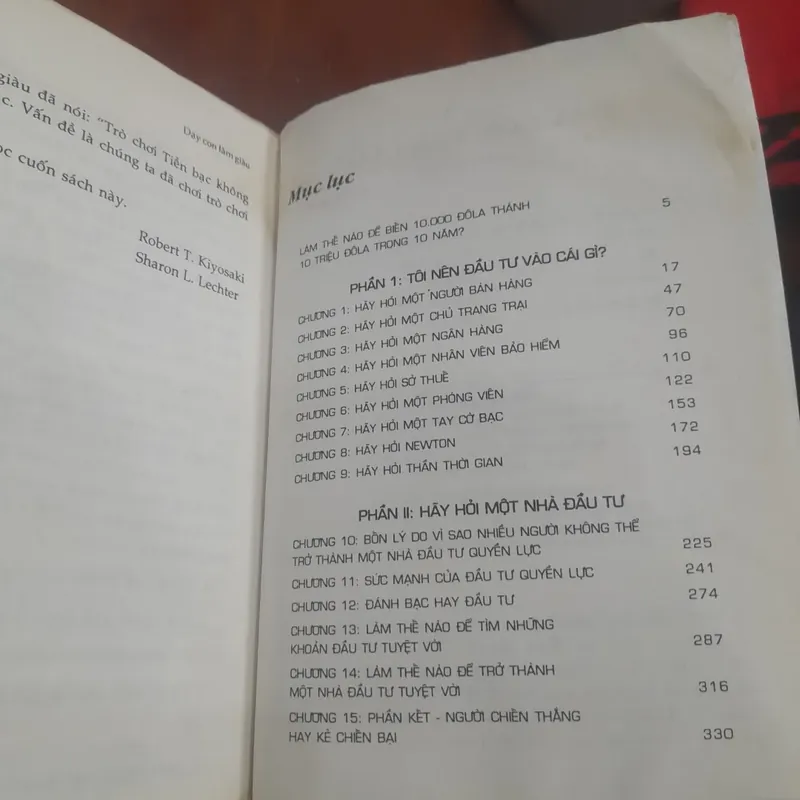 Dạy con làm giàu
giàu đã nói: "Trò chơi Tiền bạc không
c. Vấn đề là chúng ta đã chơi trò chơi
ọc cuốn sách này.
Robert T. Kiyosaki
Sharon L. Lechter
Mục lục
LÀM THẾ NÀO ĐỂ BIẾN 10.000 ĐÔLA THÀNH
10 TRIỆU ĐÔLA TRONG 10 NĂM? 5
PHẦN 1: TÔI NÊN ĐẦU TƯ VÀO CÁI GÌ?
CHƯƠNG 1: HÃY HỎI MỘT NGƯỜI BÁN HÀNG 17
CHƯƠNG 2: HÃY HỎI MỘT CHỦ TRANG TRẠI 47
CHƯƠNG 3: HÃY HỎI MỘT NGÂN HÀNG 70
CHƯƠNG 4: HÃY HỎI MỘT NHÂN VIÊN BẢO HIỂM 96
CHƯƠNG 5: HÃY HỎI SỞ THUẾ 110
CHƯƠNG 6: HÃY HỎI MỘT PHÓNG VIÊN 122
CHƯƠNG 7: HÃY HỎI MỘT TAY CỜ BẠC 153
CHƯƠNG 8: HÃY HỎI NEWTON 172
CHƯƠNG 9: HÃY HỎI THẦN THỜI GIAN 194
PHẦN II: HÃY HỎI MỘT NHÀ ĐẦU TƯ
CHƯƠNG 10: BỐN LÝ DO VÌ SAO NHIỀU NGƯỜI KHÔNG THỂ
TRỞ THÀNH MỘT NHÀ ĐẦU TƯ QUYỀN LỰC 225
CHƯƠNG 11: SỨC MẠNH CỦA ĐẦU TƯ QUYỀN LỰC 241
CHƯƠNG 12: ĐÁNH BẠC HAY ĐẦU TƯ 274
CHƯƠNG 13: LÀM THẾ NÀO ĐỂ TÌM NHỮNG
KHOẢN ĐẦU TƯ TUYỆT VỜI 287
CHƯƠNG 14: LÀM THẾ NÀO ĐỂ TRỞ THÀNH
MỘT NHÀ ĐẦU TƯ TUYỆT VỜI 316
CHƯƠNG 15: PHẦN KẾT - NGƯỜI CHIẾN THẮNG
HAY KẺ CHIẾN BẠI 330